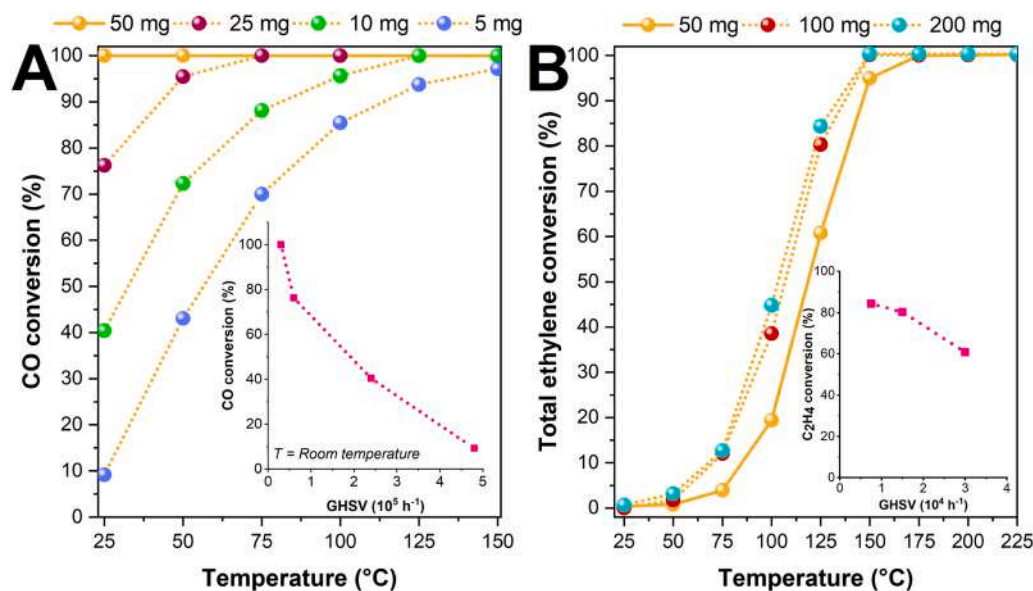 50 mg 25 mg 10 mg 5 mg
A
CO conversion (%)
100
90
80
70
60
50
40
30
20
10
0
25 50 75 100 125 150
Temperature (°C)
CO conversion (%)
100
80
60
40
20
0
T = Room temperature
0 1 2 3 4 5
GHSV (10⁵ h⁻¹)
50 mg 100 mg 200 mg
B
Total ethylene conversion (%)
100
90
80
70
60
50
40
30
20
10
0
25 50 75 100 125 150 175 200 225
Temperature (°C)
C₂H4 conversion (%)
100
80
60
40
20
0
0 1 2 3 4
GHSV (10⁴ h⁻¹)